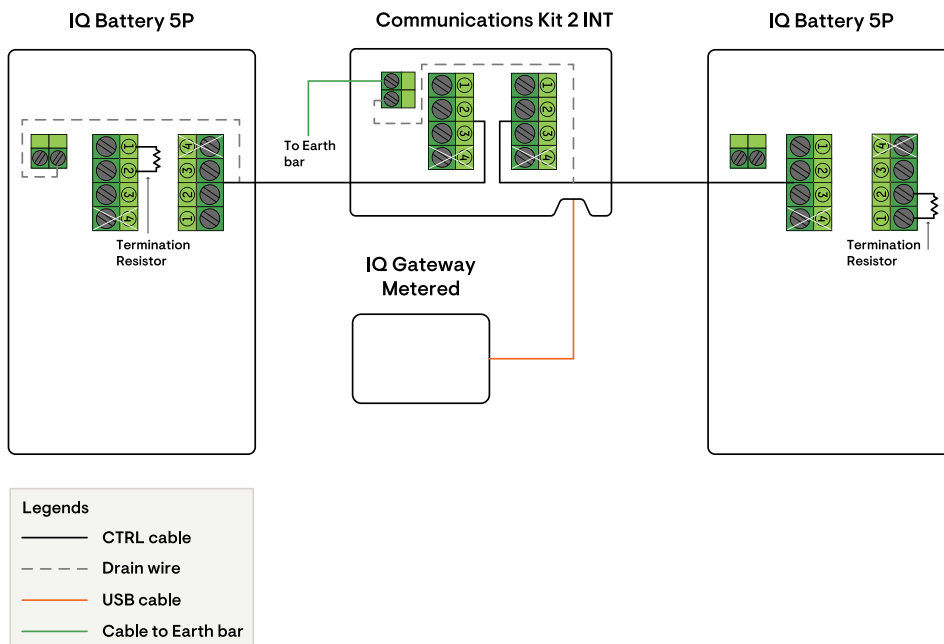 IQ Battery 5P
Communications Kit 2 INT
IQ Battery 5P
1
2
3
4
4
3
2
1
Termination
Resistor
To Earth
bar
1
2
3
4
1
2
3
4
1
2
3
4
4
3
2
1
Termination
Resistor
IQ Gateway
Metered
Legends
CTRL cable
Drain wire
USB cable
Cable to Earth bar